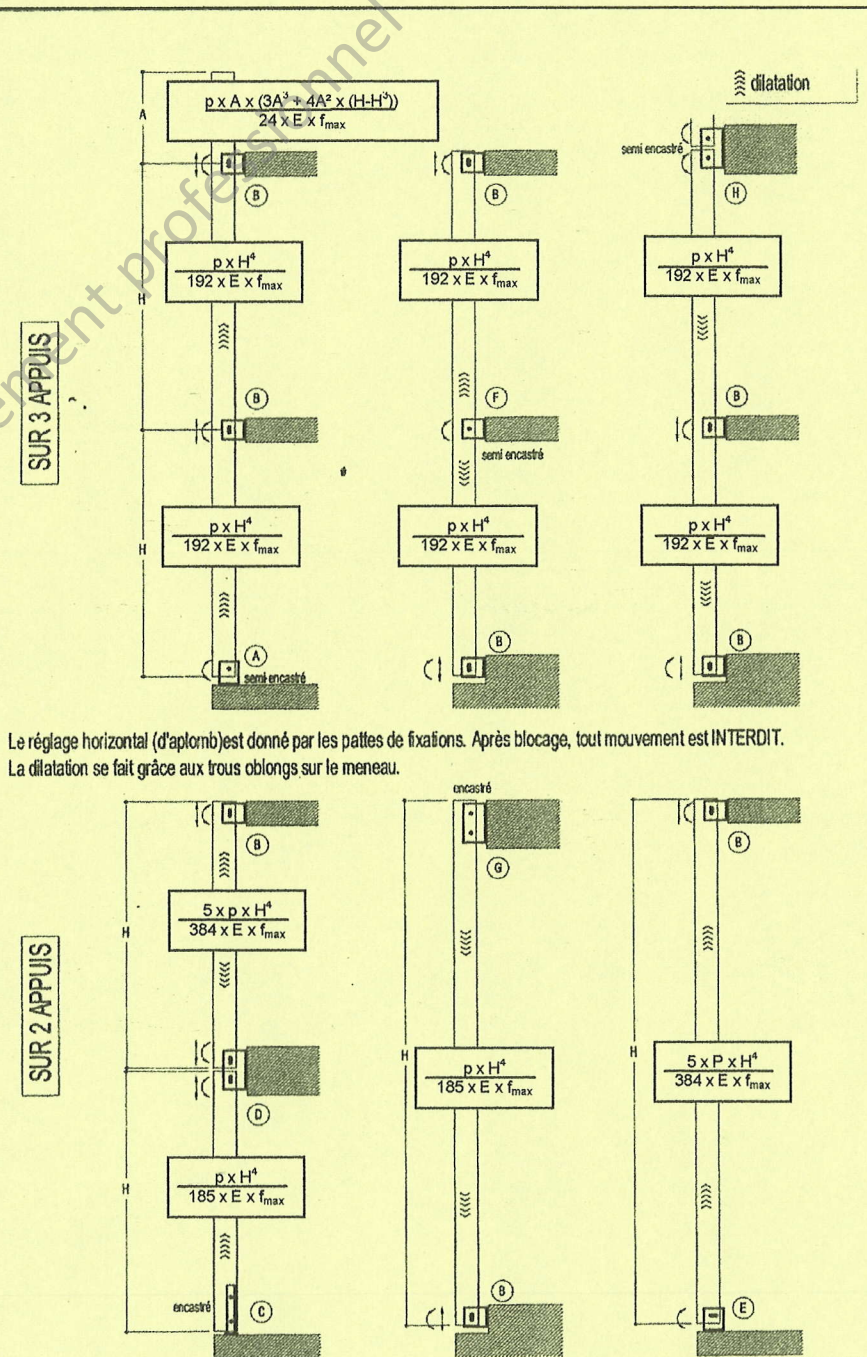 dilatation
A
p x A x (3A³ + 4A² x (H-H³))
24 x E x fmax
semi encastré
B
B
H
H
p x H⁴
192 x E x fmax
p x H⁴
192 x E x fmax
p x H⁴
192 x E x fmax
SUR 3 APPUIS
B
F
B
semi encastré
H
p x H⁴
192 x E x fmax
p x H⁴
192 x E x fmax
p x H⁴
192 x E x fmax
A
semi encastré
B
B
Le réglage horizontal (d'aplomb)est donné par les pattes de fixations. Après blocage, tout mouvement est INTERDIT.
La dilatation se fait grâce aux trous oblongs sur le meneau.
encastré
B
G
B
SUR 2 APPUIS
H
5 x p x H⁴
384 x E x fmax
D
H
p x H⁴
185 x E x fmax
H
p x H⁴
185 x E x fmax
H
5 x P x H⁴
384 x E x fmax
encastré
C
B
E
ement professionnel